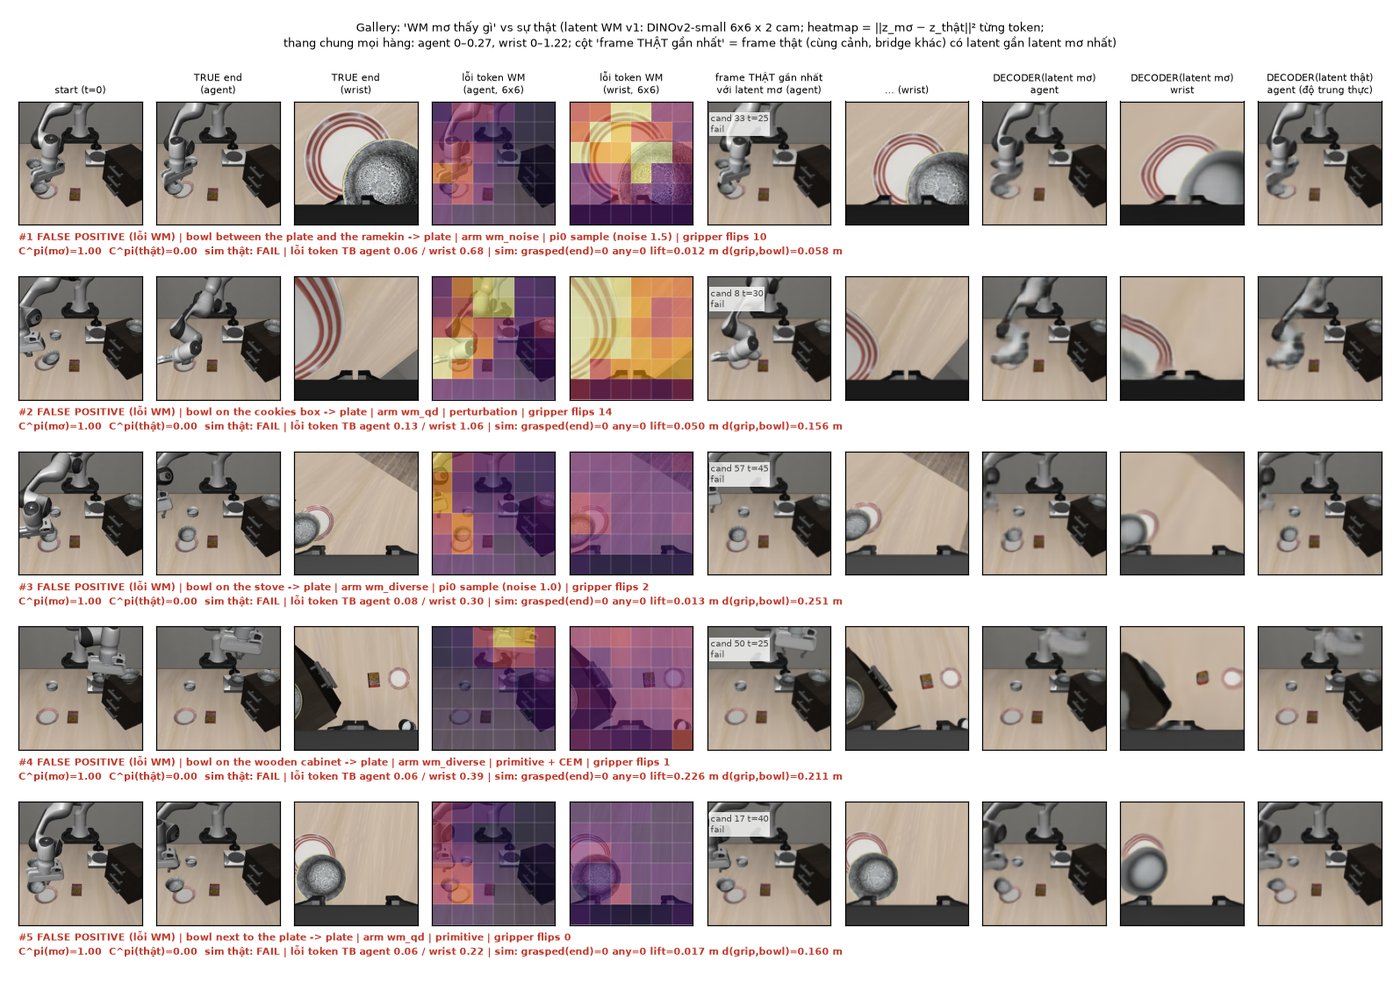 Gallery: 'WM mơ thấy gì' vs sự thật (latent WM v1: DINOv2-small 6x6 x 2 cam; heatmap = ||z_mơ − z_thật||² từng token;
thang chung mọi hàng: agent 0–0.27, wrist 0–1.22; cột 'frame THẬT gần nhất' = frame thật (cùng cảnh, bridge khác) có latent gần latent mơ nhất)
start (t=0)
TRUE end
(agent)
TRUE end
(wrist)
lỗi token WM
(agent, 6x6)
lỗi token WM
(wrist, 6x6)
frame THẬT gần nhất
với latent mơ (agent)
... (wrist)
DECODER(latent mơ)
agent
DECODER(latent mơ)
wrist
DECODER(latent thật)
agent (độ trung thực)
cand 33 t=25
fail
#1 FALSE POSITIVE (lỗi WM) | bowl between the plate and the ramekin -> plate | arm wm_noise | pi0 sample (noise 1.5) | gripper flips 10
C^pi(mơ)=1.00 C^pi(thật)=0.00 sim thật: FAIL | lỗi token TB agent 0.06 / wrist 0.68 | sim: grasped(end)=0 any=0 lift=0.012 m d(grip,bowl)=0.058 m
cand 8 t=30
fail
#2 FALSE POSITIVE (lỗi WM) | bowl on the cookies box -> plate | arm wm_qd | perturbation | gripper flips 14
C^pi(mơ)=1.00 C^pi(thật)=0.00 sim thật: FAIL | lỗi token TB agent 0.13 / wrist 1.06 | sim: grasped(end)=0 any=0 lift=0.050 m d(grip,bowl)=0.156 m
cand 57 t=45
fail
#3 FALSE POSITIVE (lỗi WM) | bowl on the stove -> plate | arm wm_diverse | pi0 sample (noise 1.0) | gripper flips 2
C^pi(mơ)=1.00 C^pi(thật)=0.00 sim thật: FAIL | lỗi token TB agent 0.08 / wrist 0.30 | sim: grasped(end)=0 any=0 lift=0.013 m d(grip,bowl)=0.251 m
cand 50 t=25
fail
#4 FALSE POSITIVE (lỗi WM) | bowl on the wooden cabinet -> plate | arm wm_diverse | primitive + CEM | gripper flips 1
C^pi(mơ)=1.00 C^pi(thật)=0.00 sim thật: FAIL | lỗi token TB agent 0.06 / wrist 0.39 | sim: grasped(end)=0 any=0 lift=0.226 m d(grip,bowl)=0.211 m
cand 17 t=40
fail
#5 FALSE POSITIVE (lỗi WM) | bowl next to the plate -> plate | arm wm_qd | primitive | gripper flips 0
C^pi(mơ)=1.00 C^pi(thật)=0.00 sim thật: FAIL | lỗi token TB agent 0.06 / wrist 0.22 | sim: grasped(end)=0 any=0 lift=0.017 m d(grip,bowl)=0.160 m